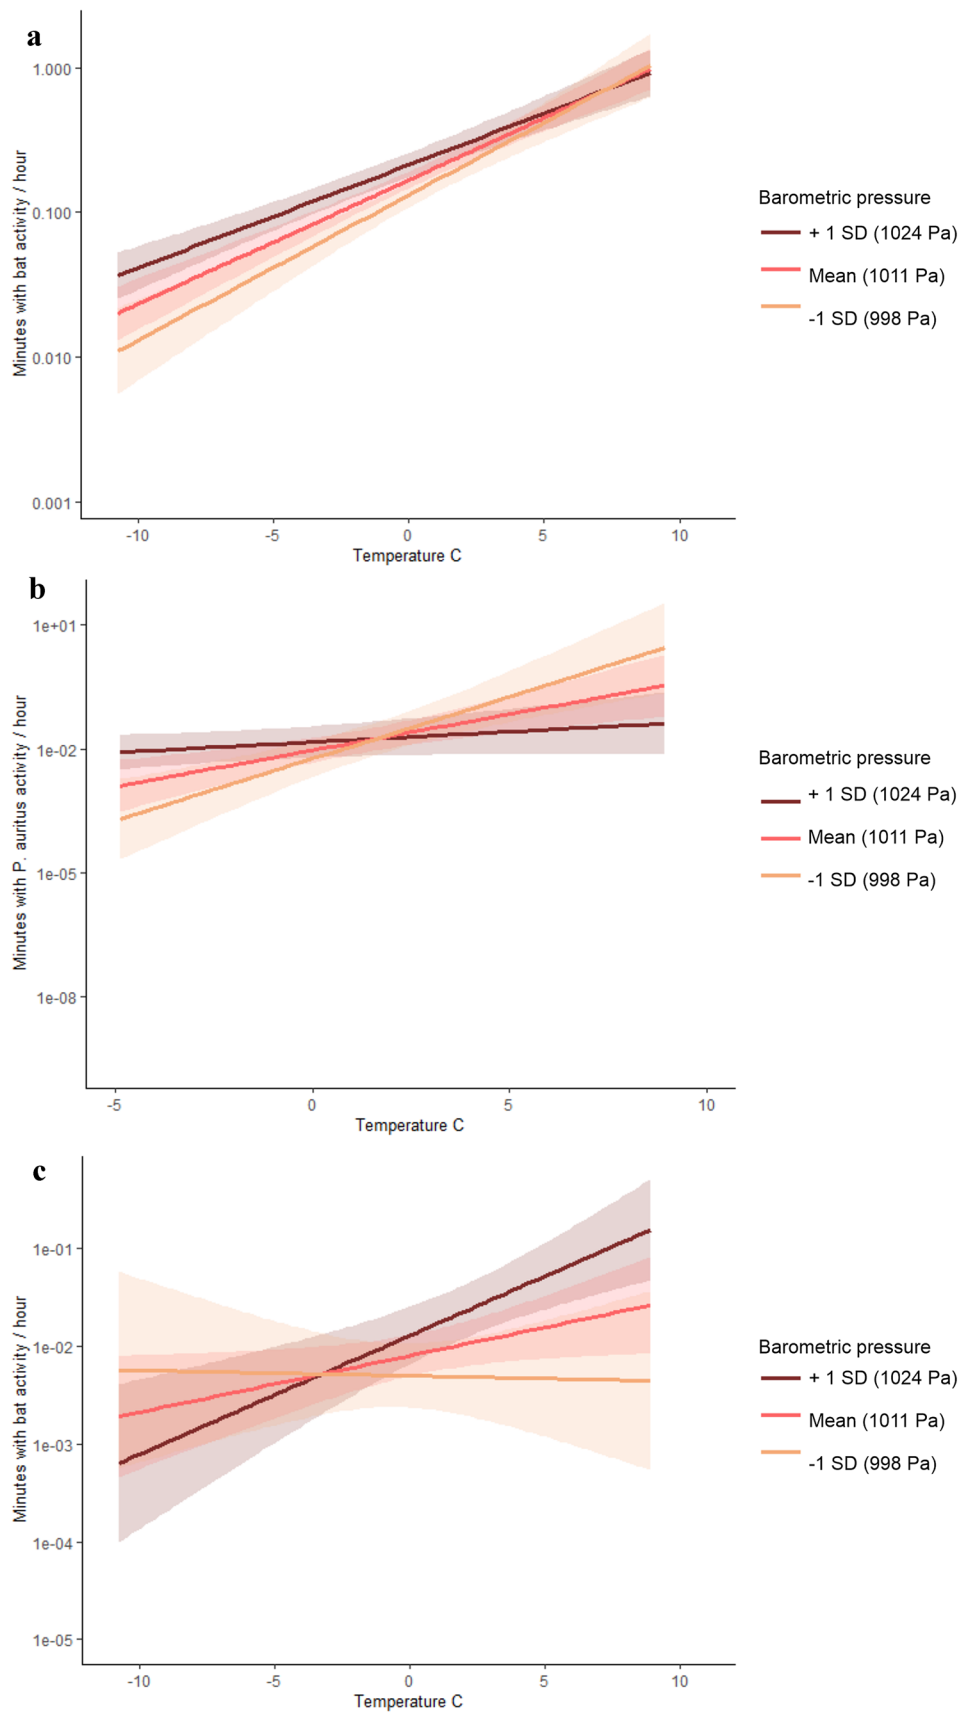 a
1.000
0.100
0.010
0.001
Minutes with bat activity / hour
-10 -5 0 5 10
Temperature C
Barometric pressure
+ 1 SD (1024 Pa)
Mean (1011 Pa)
-1 SD (998 Pa)
b
1e+01
1e-02
1e-05
1e-08
Minutes with P. auritus activity / hour
-5 0 5 10
Temperature C
Barometric pressure
+ 1 SD (1024 Pa)
Mean (1011 Pa)
-1 SD (998 Pa)
c
1e-01
1e-02
1e-03
1e-04
1e-05
Minutes with bat activity / hour
-10 -5 0 5 10
Temperature C
Barometric pressure
+ 1 SD (1024 Pa)
Mean (1011 Pa)
-1 SD (998 Pa)